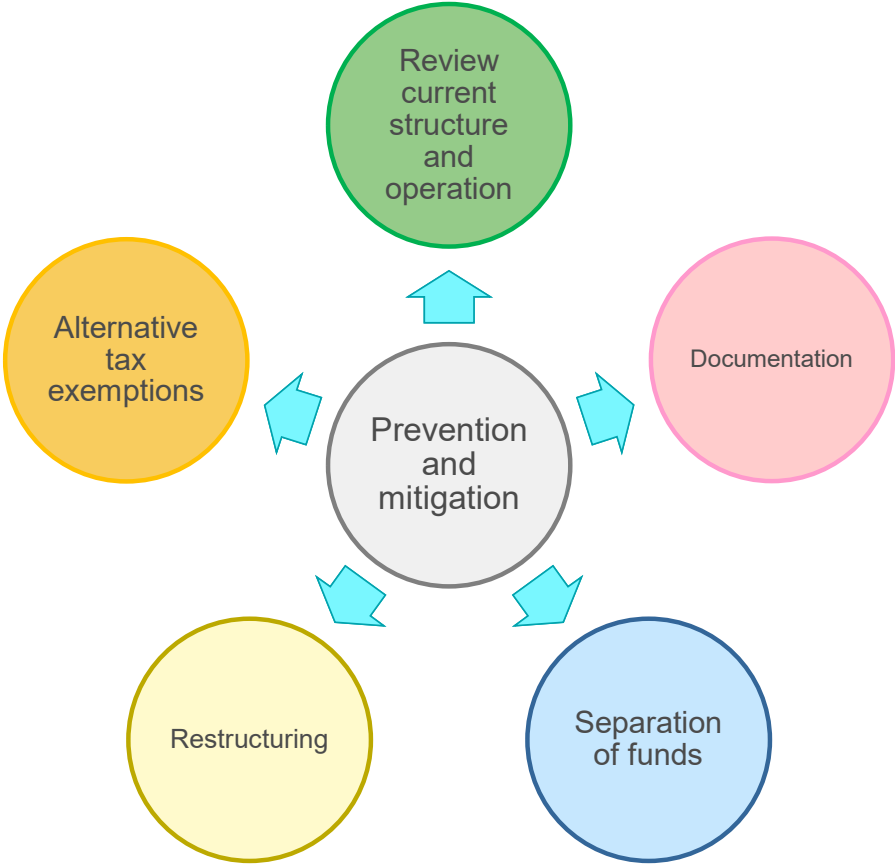 Review
current
structure
and
operation
Alternative
tax
exemptions
Documentation
Prevention
and
mitigation
Restructuring
Separation
of funds